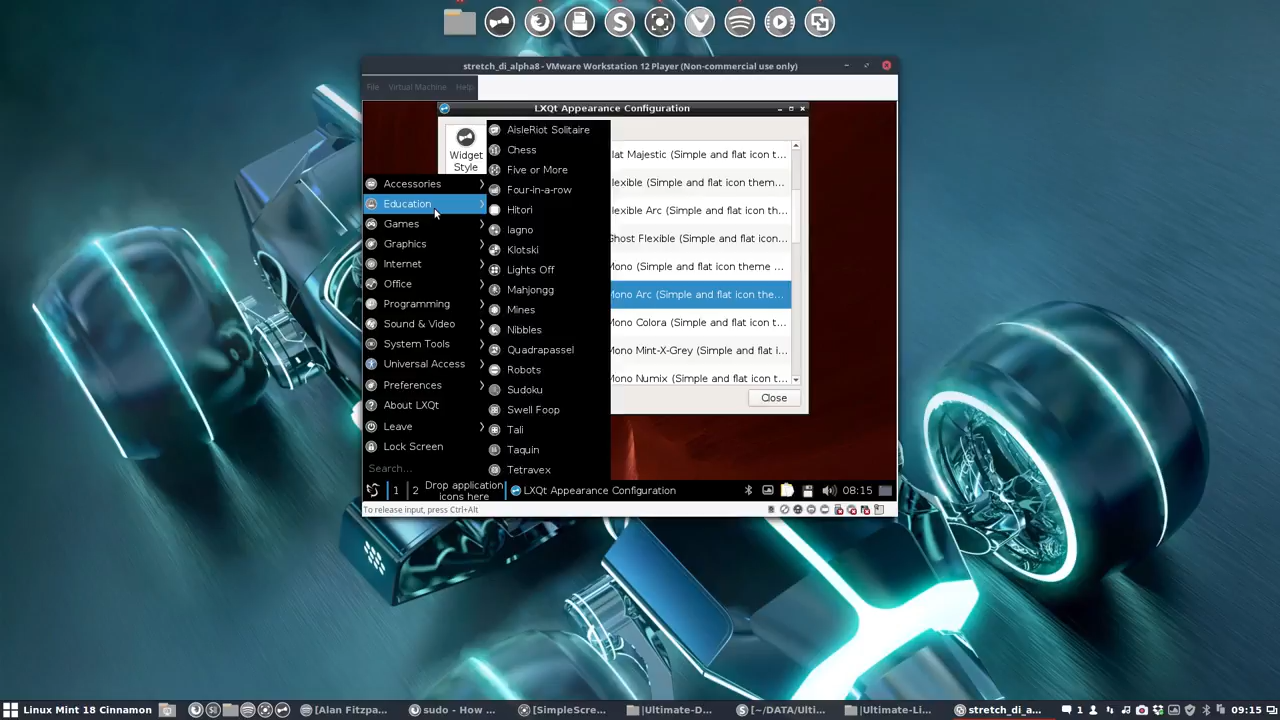 stretch_di_alpha8 - VMware Workstation 12 Player (Non-commercial use only)
File Virtual Machine Help
LXQt Appearance Configuration
Widget
Style
Accessories
Education
Games
Graphics
Internet
Office
Programming
Sound & Video
System Tools
Universal Access
Preferences
About LXQt
Leave
Lock Screen
Search...
AisleRiot Solitaire
Chess
Five or More
Four-in-a-row
Hitori
Iagno
Klotski
Lights Off
Mahjongg
Mines
Nibbles
Quadrapassel
Robots
Sudoku
Swell Foop
Tali
Taquin
Tetravex
lat Majestic (Simple and flat icon t...
lexible (Simple and flat icon them...
lexible Arc (Simple and flat icon th...
Ghost Flexible (Simple and flat icon...
Mono (Simple and flat icon theme ...
Mono Arc (Simple and flat icon the...
Mono Colora (Simple and flat icon t...
Mono Mint-X-Grey (Simple and flat i...
Mono Numix (Simple and flat icon t...
Close
1 2 Drop application
icons here
LXQt Appearance Configuration
08:15
To release input, press Ctrl+Alt
Linux Mint 18 Cinnamon
[Alan Fitzpa...
sudo - How ...
[SimpleScre...
|Ultimate-D...
[~/DATA/Ulti...
|Ultimate-Li...
stretch_di_a...
1
09:15